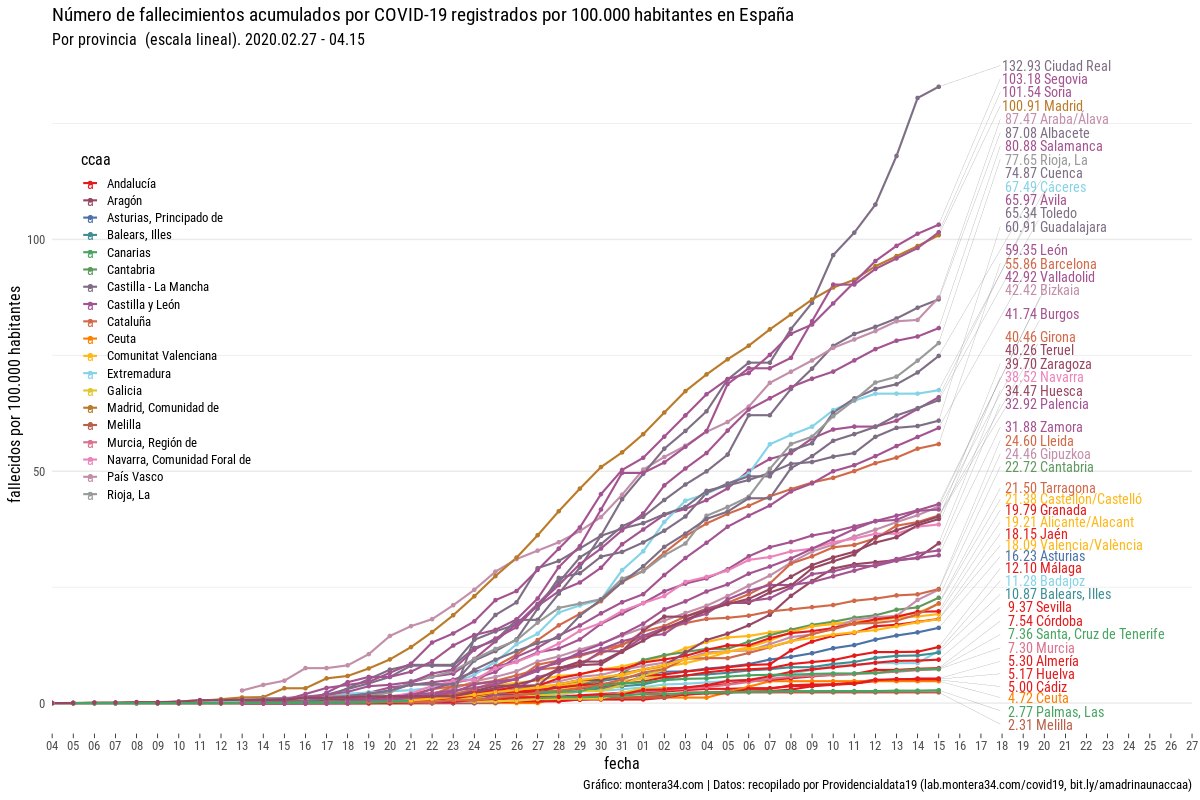 Número de fallecimientos acumulados por COVID-19 registrados por 100.000 habitantes en España
Por provincia (escala lineal). 2020.02.27 - 04.15
fallecidos por 100.000 habitantes
100
50
0
ccaa
Andalucía
Aragón
Asturias, Principado de
Balears, Illes
Canarias
Cantabria
Castilla - La Mancha
Castilla y León
Cataluña
Ceuta
Comunitat Valenciana
Extremadura
Galicia
Madrid, Comunidad de
Melilla
Murcia, Región de
Navarra, Comunidad Foral de
País Vasco
Rioja, La
132.93 Ciudad Real
103.18 Segovia
101.54 Soria
100.91 Madrid
87.47 Araba/Álava
87.08 Albacete
80.88 Salamanca
77.65 Rioja, La
74.87 Cuenca
67.49 Cáceres
65.97 Ávila
65.34 Toledo
60.91 Guadalajara
59.35 León
55.86 Barcelona
42.92 Valladolid
42.42 Bizkaia
41.74 Burgos
40.46 Girona
40.26 Teruel
39.70 Zaragoza
38.52 Navarra
34.47 Huesca
32.92 Palencia
31.88 Zamora
24.60 Lleida
24.46 Gipuzkoa
22.72 Cantabria
21.50 Tarragona
21.38 Castellón/Castelló
19.79 Granada
19.21 Alicante/Alacant
18.15 Jaén
18.09 Valencia/València
16.23 Asturias
12.10 Málaga
11.28 Badajoz
10.87 Balears, Illes
9.37 Sevilla
7.54 Córdoba
7.36 Santa, Cruz de Tenerife
7.30 Murcia
5.30 Almería
5.17 Huelva
5.00 Cádiz
4.72 Ceuta
2.77 Palmas, Las
2.31 Melilla
04 05 06 07 08 09 10 11 12 13 14 15 16 17 18 19 20 21 22 23 24 25 26 27 28 29 30 31 01 02 03 04 05 06 07 08 09 10 11 12 13 14 15 16 17 18 19 20 21 22 23 24 25 26 27
fecha
Gráfico: montera34.com | Datos: recopilado por Providencialdata19 (lab.montera34.com/covid19, bit.ly/amadrinaunaccaa)